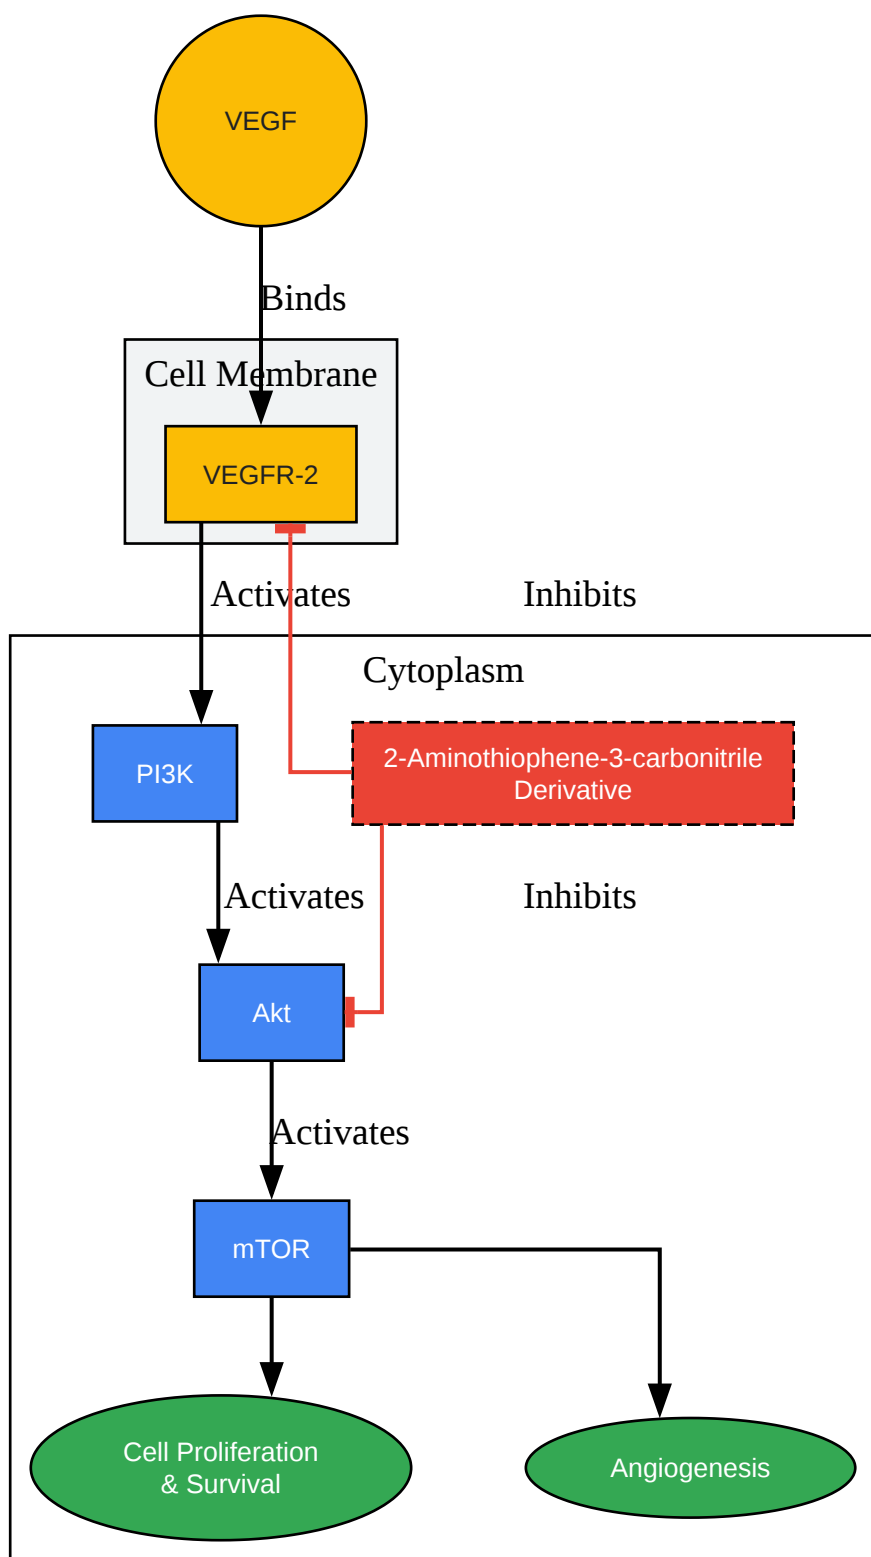 VEGF
Binds
Cell Membrane
VEGFR-2
Activates
Inhibits
Cytoplasm
PI3K
2-Aminothiophene-3-carbonitrile
Derivative
Activates
Inhibits
Akt
Activates
mTOR
Cell Proliferation
& Survival
Angiogenesis